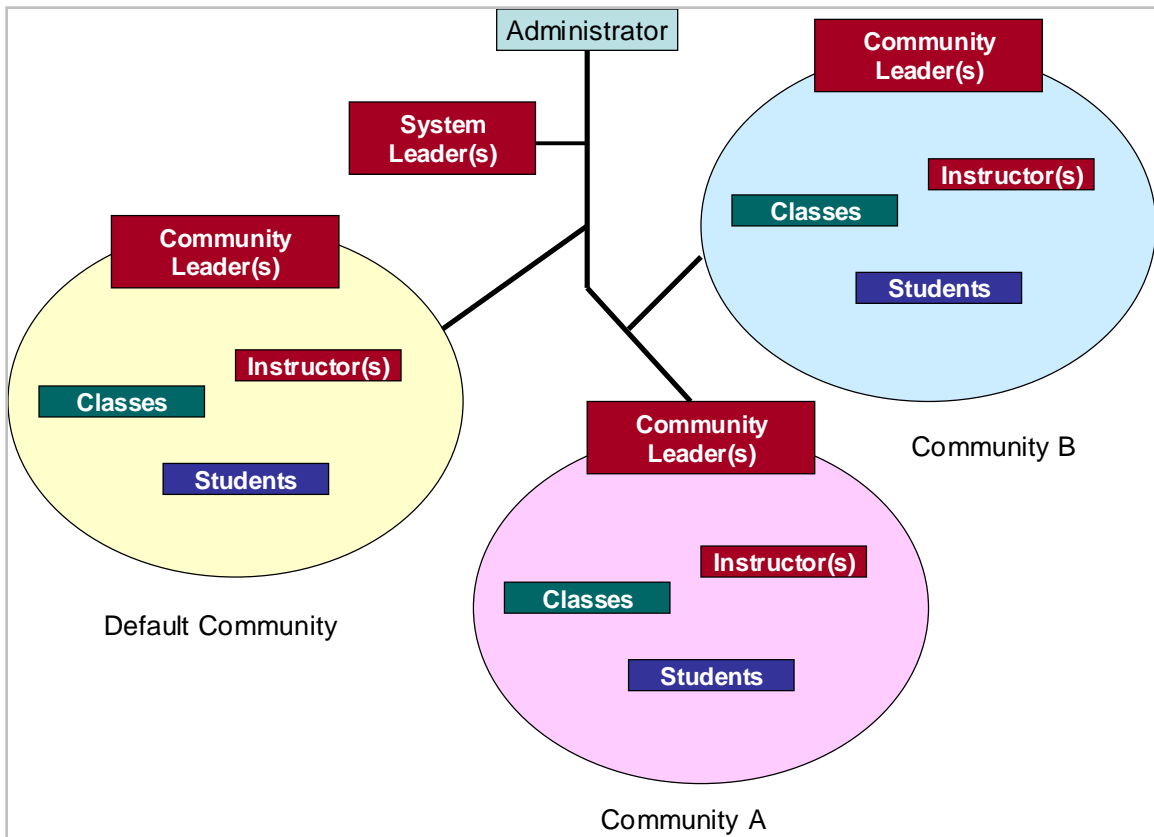 Administrator
System
Leader(s)
Community
Leader(s)
Instructor(s)
Classes
Students
Community B
Community
Leader(s)
Instructor(s)
Classes
Students
Default Community
Community
Leader(s)
Instructor(s)
Classes
Students
Community A